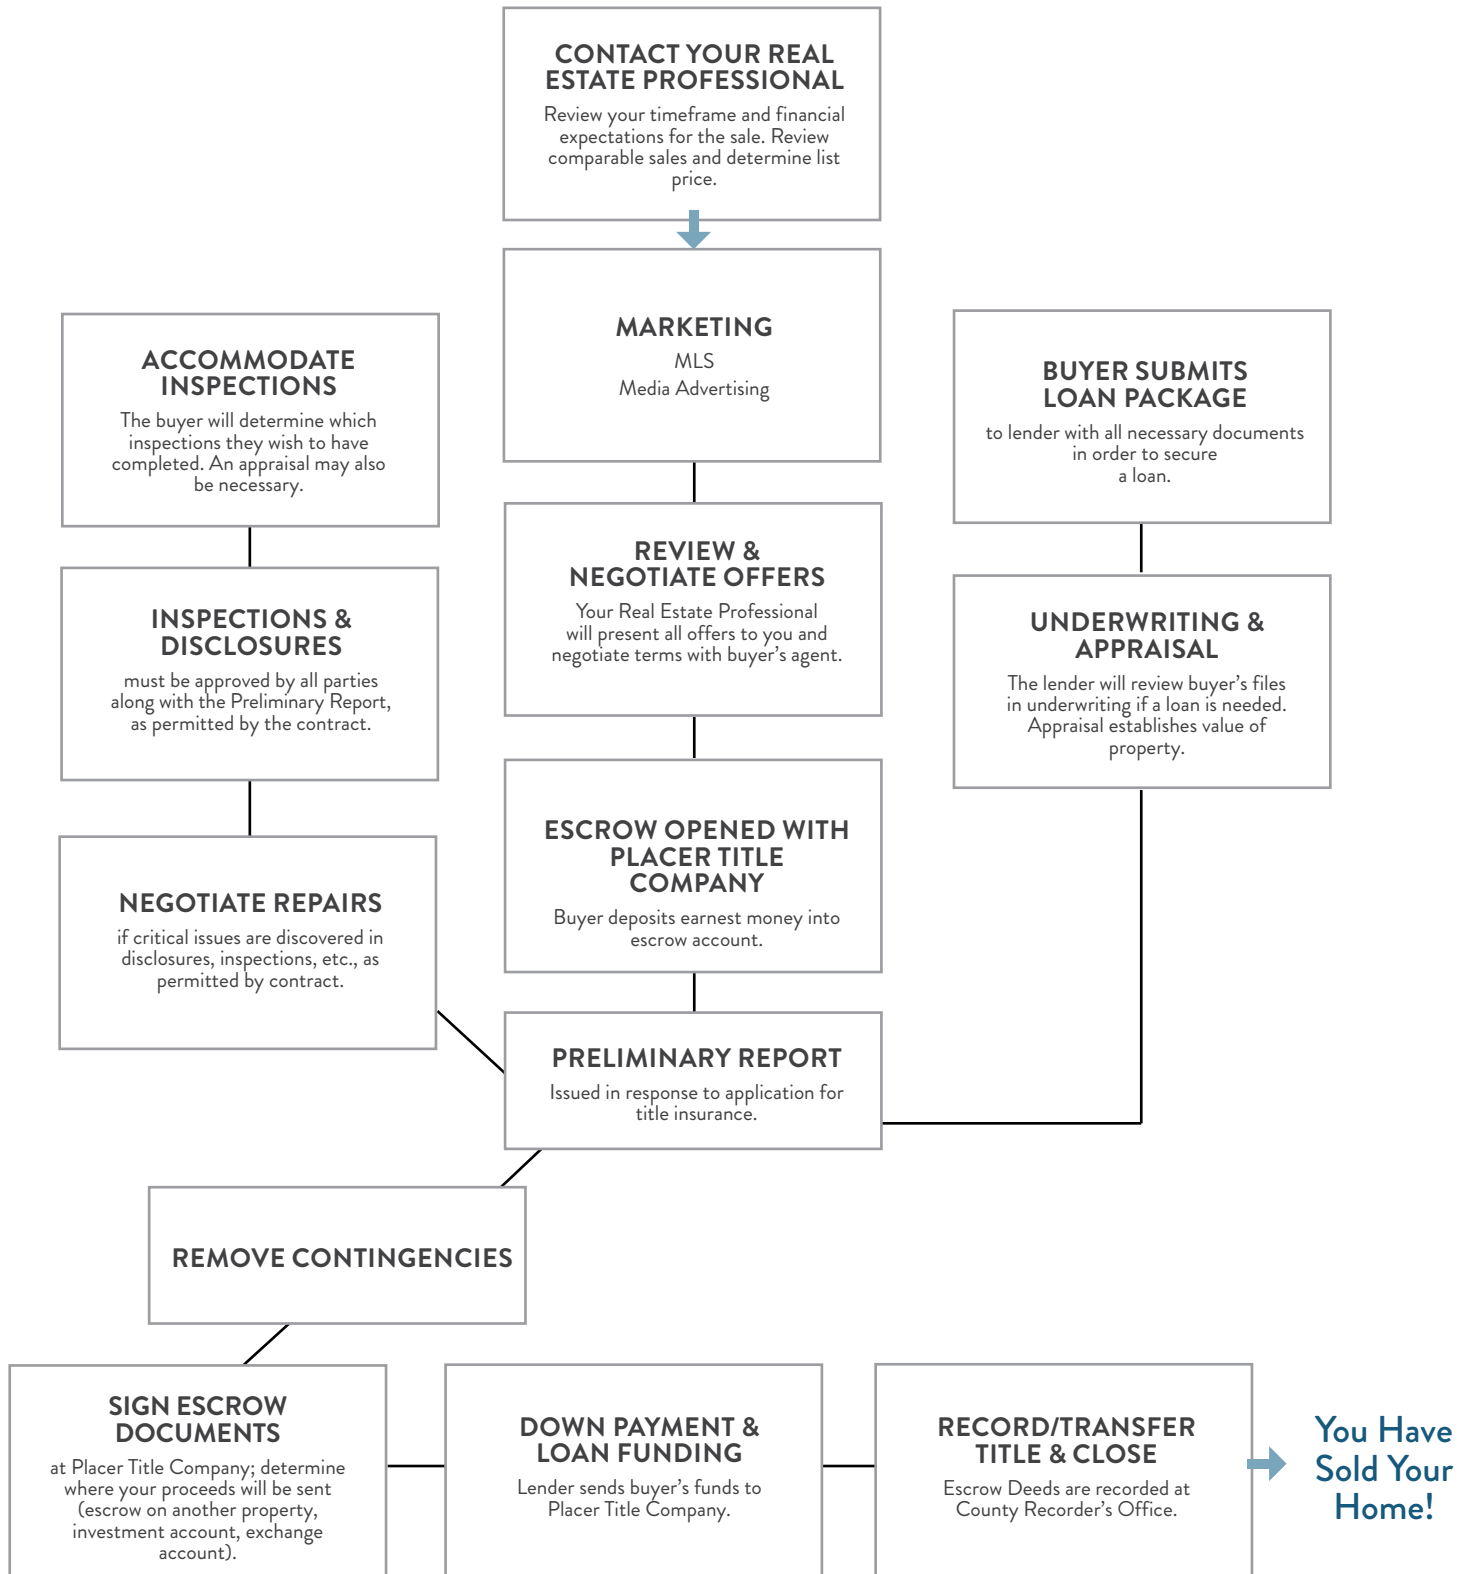 CONTACT YOUR REAL
ESTATE PROFESSIONAL
Review your timeframe and financial
expectations for the sale. Review
comparable sales and determine list
price.
MARKETING
MLS
Media Advertising
ACCOMMODATE
INSPECTIONS
The buyer will determine which
inspections they wish to have
completed. An appraisal may also
be necessary.
BUYER SUBMITS
LOAN PACKAGE
to lender with all necessary documents
in order to secure
a loan.
REVIEW &
NEGOTIATE OFFERS
Your Real Estate Professional
will present all offers to you and
negotiate terms with buyer’s agent.
INSPECTIONS &
DISCLOSURES
must be approved by all parties
along with the Preliminary Report,
as permitted by the contract.
UNDERWRITING &
APPRAISAL
The lender will review buyer’s files
in underwriting if a loan is needed.
Appraisal establishes value of
property.
ESCROW OPENED WITH
PLACER TITLE
COMPANY
Buyer deposits earnest money into
escrow account.
NEGOTIATE REPAIRS
if critical issues are discovered in
disclosures, inspections, etc., as
permitted by contract.
PRELIMINARY REPORT
Issued in response to application for
title insurance.
REMOVE CONTINGENCIES
SIGN ESCROW
DOCUMENTS
at Placer Title Company; determine
where your proceeds will be sent
(escrow on another property,
investment account, exchange
account).
DOWN PAYMENT &
LOAN FUNDING
Lender sends buyer’s funds to
Placer Title Company.
RECORD/TRANSFER
TITLE & CLOSE
Escrow Deeds are recorded at
County Recorder’s Office.
You Have
Sold Your
Home!